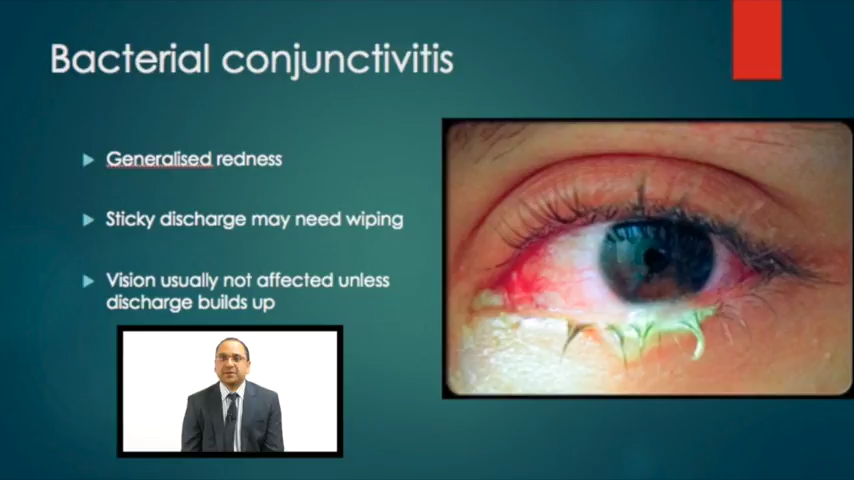 Bacterial conjunctivitis
Generalised redness
Sticky discharge may need wiping
Vision usually not affected unless
discharge builds up